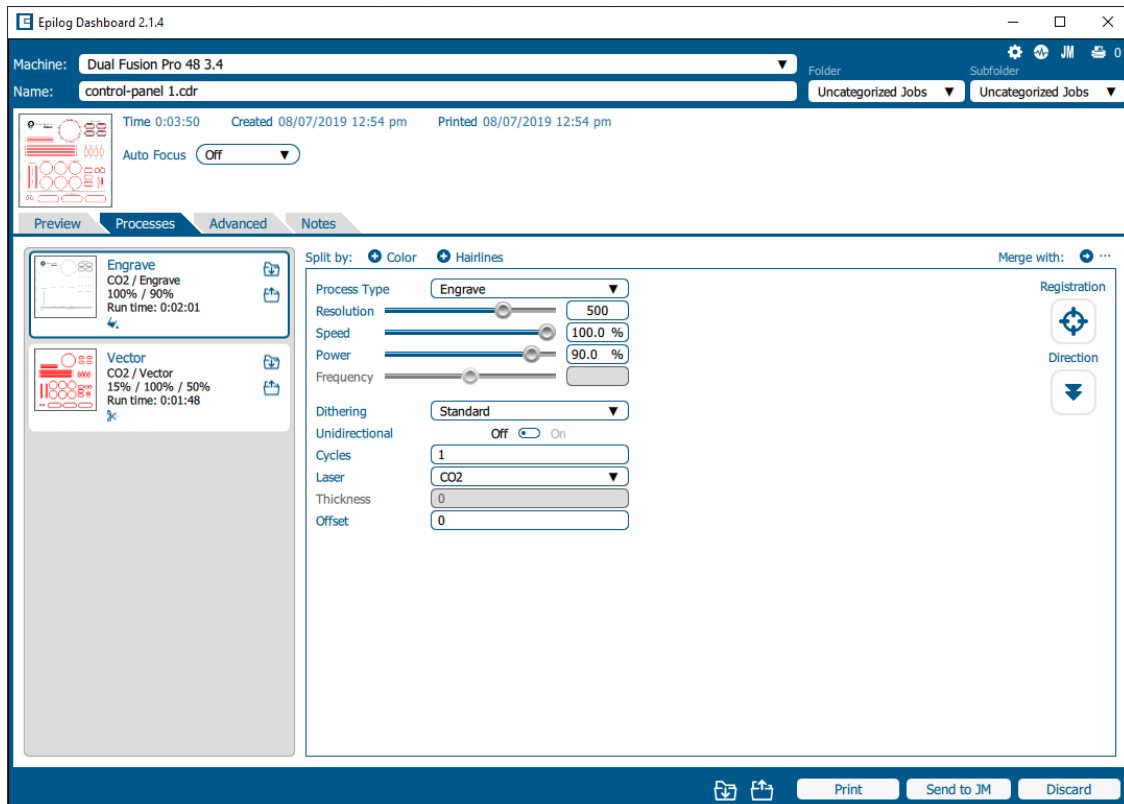 Epilog Dashboard 2.1.4
JM 0
Machine: Dual Fusion Pro 48 3.4 Folder Subfolder
Name: control-panel 1.cdr Uncategorized Jobs Uncategorized Jobs
Time 0:03:50 Created 08/07/2019 12:54 pm Printed 08/07/2019 12:54 pm
Auto Focus Off
Preview Processes Advanced Notes
Engrave
CO2 / Engrave
100% / 90%
Run time: 0:02:01
Vector
CO2 / Vector
15% / 100% / 50%
Run time: 0:01:48
Split by: Color Hairlines Merge with: ...
Process Type Engrave
Resolution 500
Speed 100.0 %
Power 90.0 %
Frequency
Dithering Standard
Unidirectional Off On
Cycles 1
Laser CO2
Thickness 0
Offset 0
Registration
Direction
Print Send to JM Discard